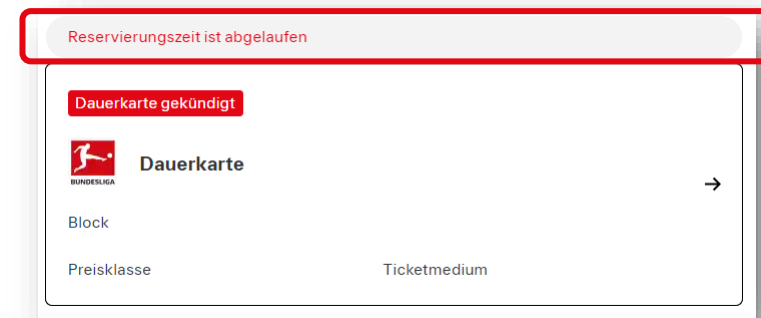 Reservierungszeit ist abgelaufen
Dauerkarte gekündigt
BUNDESLIGA
Dauerkarte
Block
Preisklasse Ticketmedium